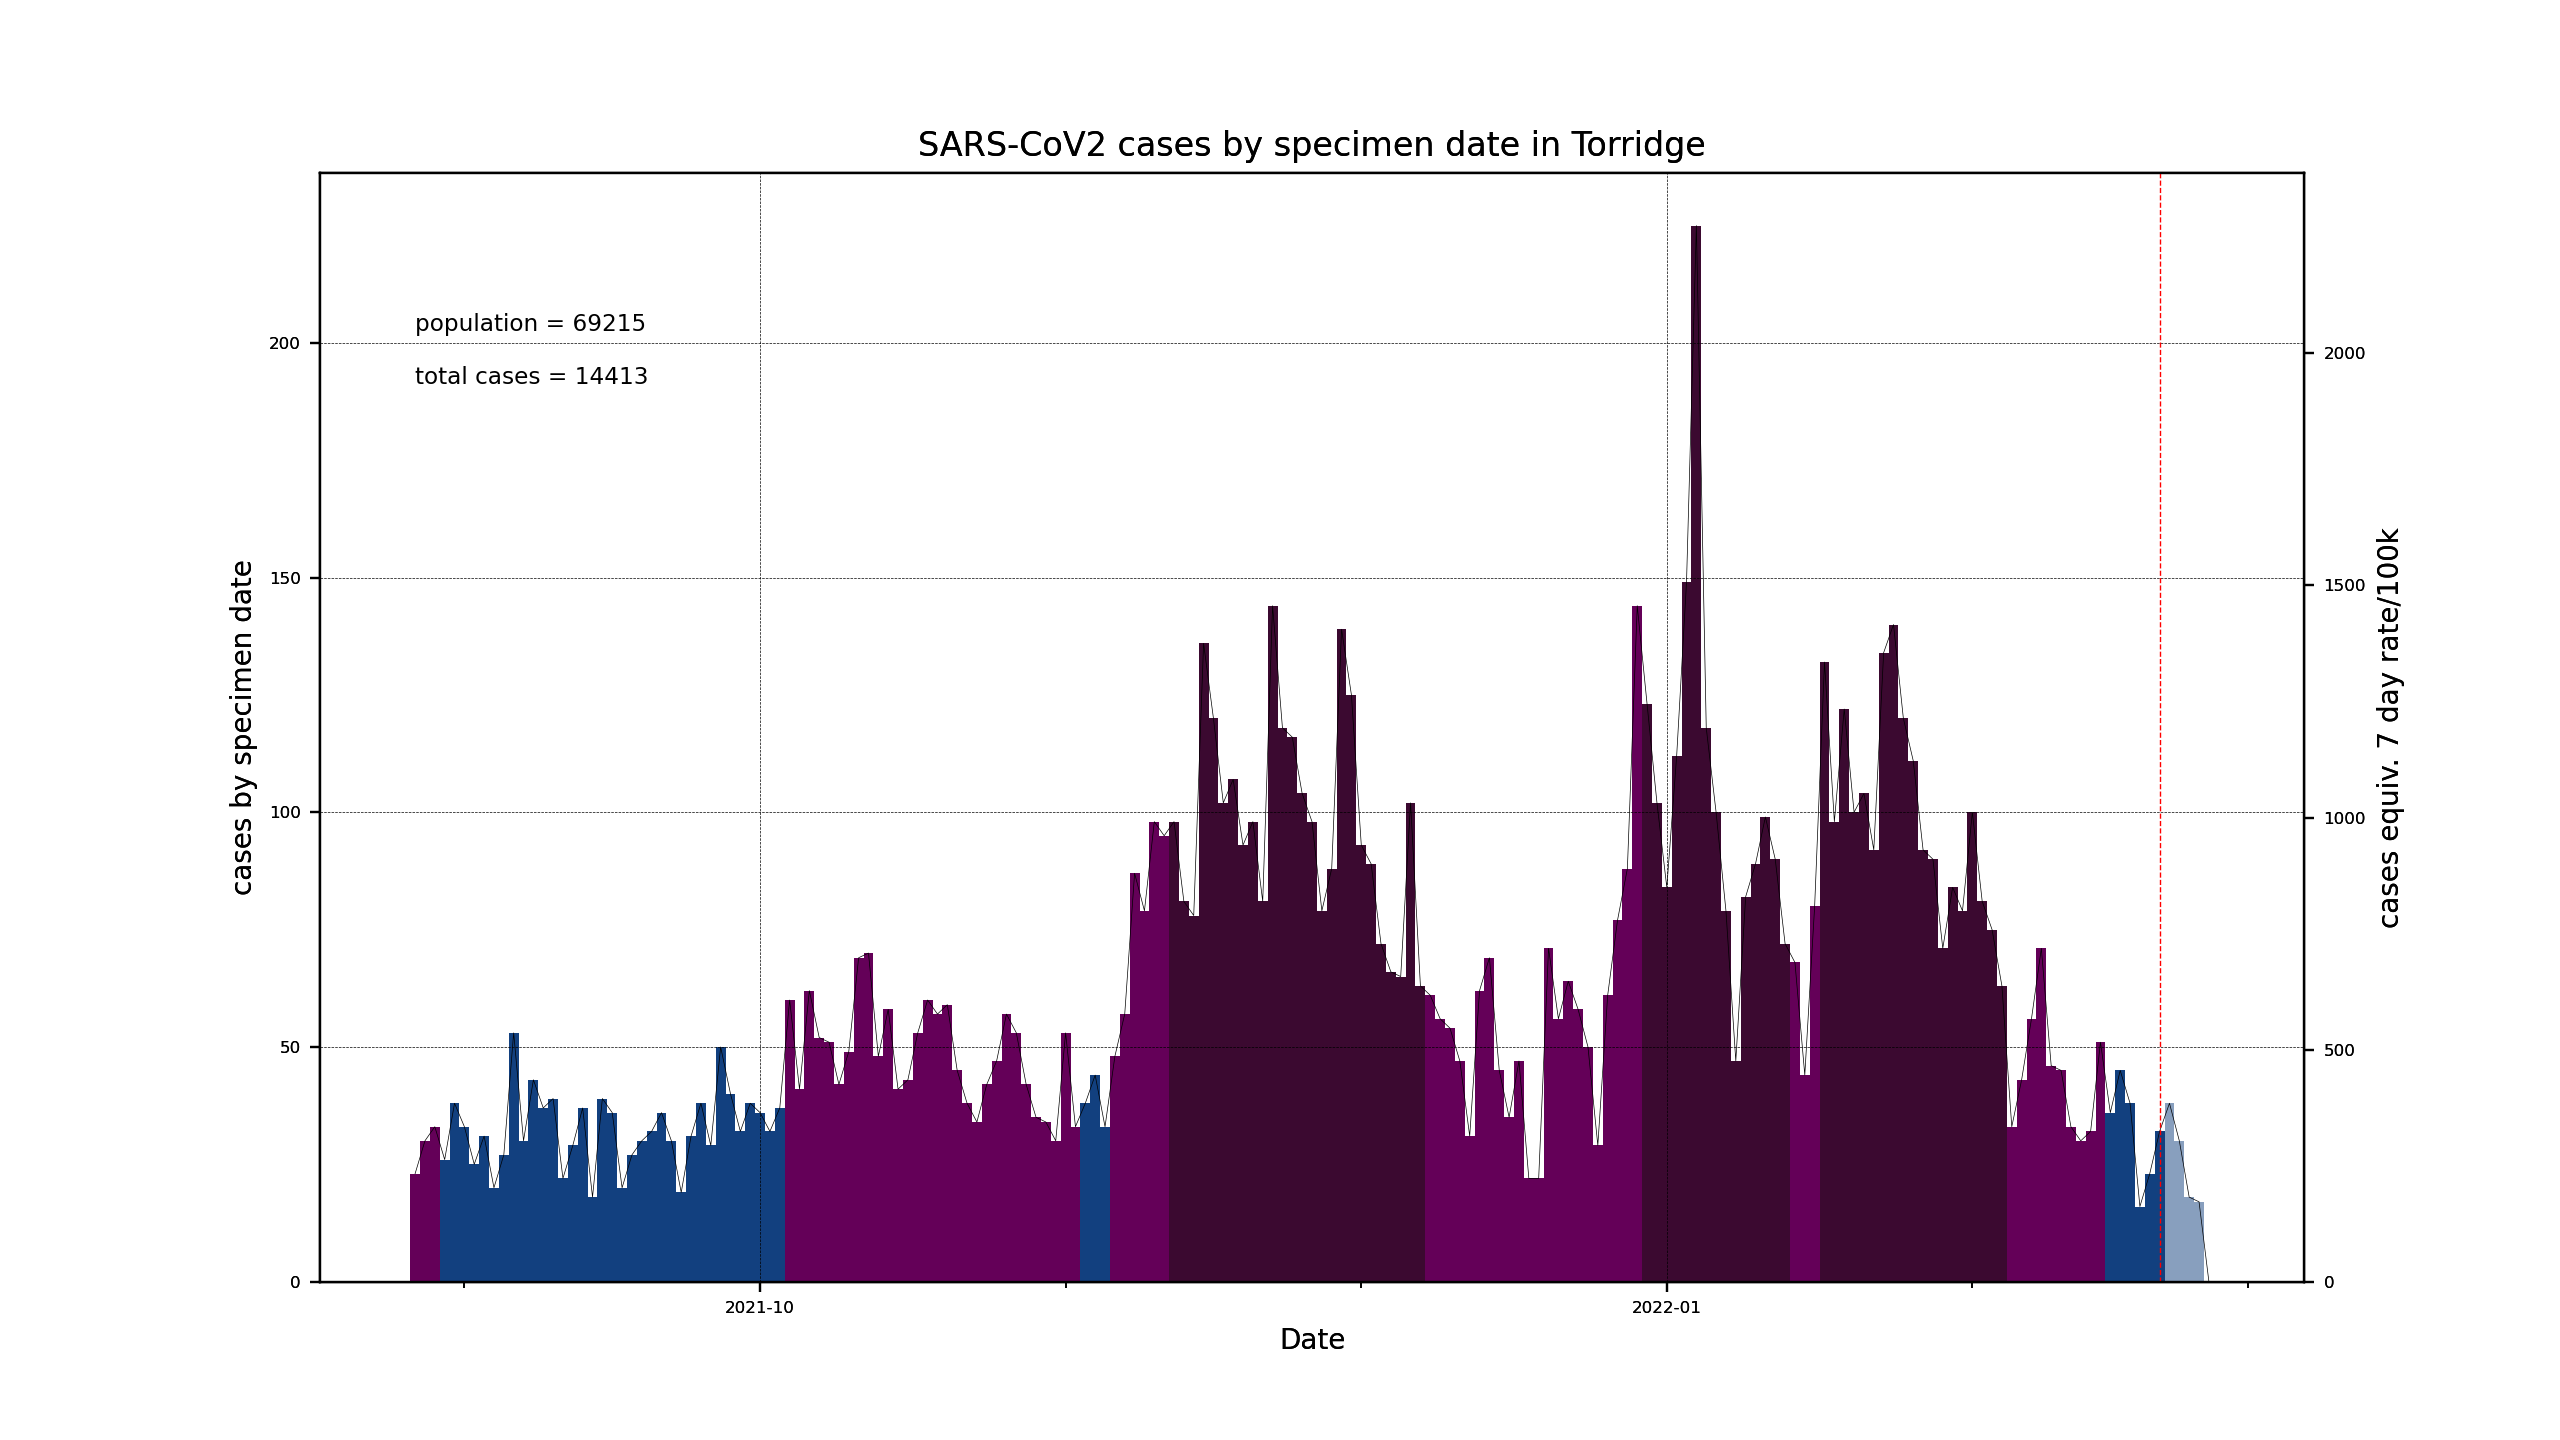 SARS-CoV2 cases by specimen date in Torridge
population = 69215
total cases = 14413
cases by specimen date
200
150
100
50
0
2000
1500
1000
500
0
cases equiv. 7 day rate/100k
2021-10
2022-01
Date